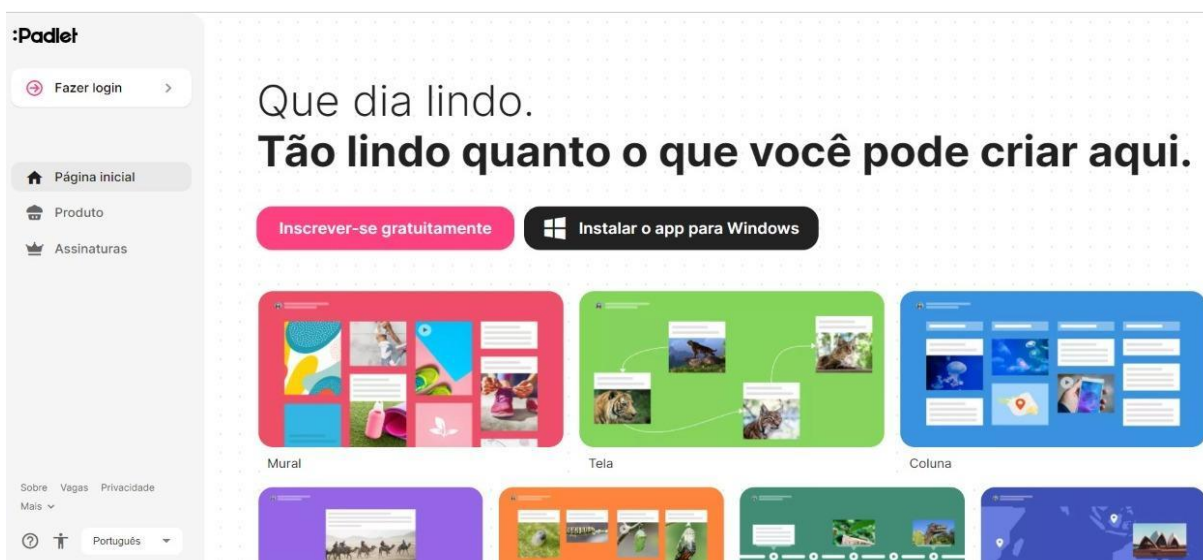 :Padlet
Fazer login
Página inicial
Produto
Assinaturas
Sobre Vagas Privacidade
Mais
Português
Que dia lindo.
Tão lindo quanto o que você pode criar aqui.
Inscrever-se gratuitamente
Instalar o app para Windows
Mural
Tela
Coluna